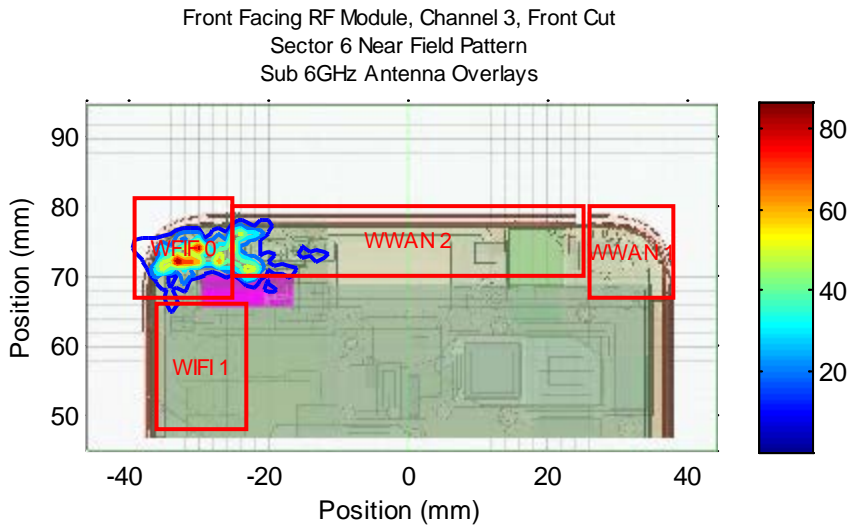 Front Facing RF Module, Channel 3, Front Cut
Sector 6 Near Field Pattern
Sub 6GHz Antenna Overlays
90
80
70
60
50
Position (mm)
WFIF 0
WWAN 2
WWAN 1
WIFI 1
-40
-20
0
20
40
Position (mm)
80
60
40
20